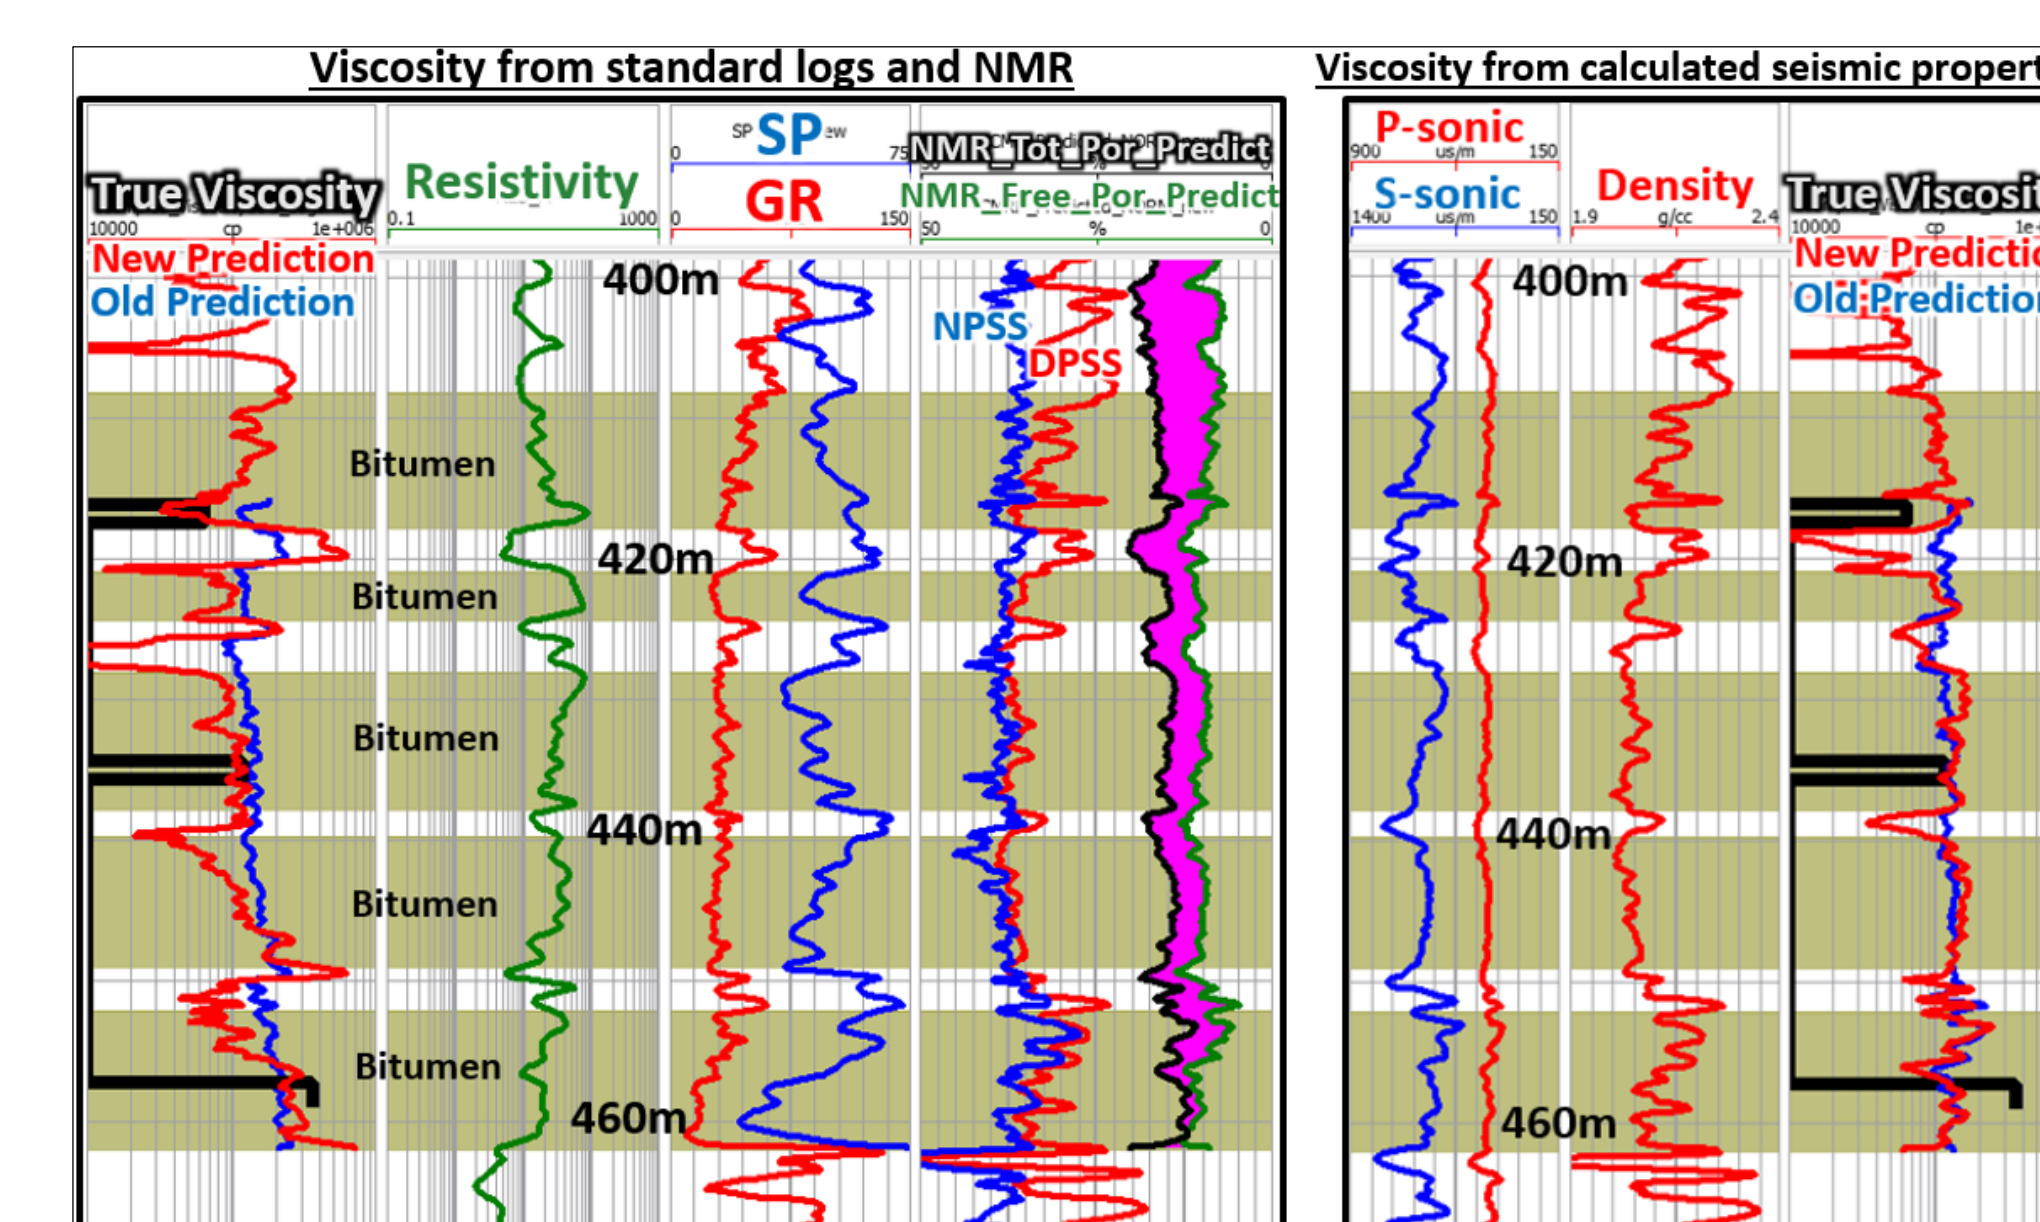 Viscosity from standard logs and NMR
True Viscosity
10000 cp 1e+006
New Prediction
Old Prediction
Resistivity
0.1 1000
SP
0 75
GR
0 150
NMR_Tot_Por_Predict
NMR_Free_Por_Predict
50 % 0
400m
NPSS
DPSS
Bitumen
420m
Bitumen
Bitumen
440m
Bitumen
Bitumen
460m
Viscosity from calculated seismic propert
P-sonic
900 us/m 150
S-sonic
1400 us/m 150
Density
1.9 g/cc 2.4
True Viscosit
10000 cp 1e+
New Predictio
Old Prediction
400m
420m
440m
460m